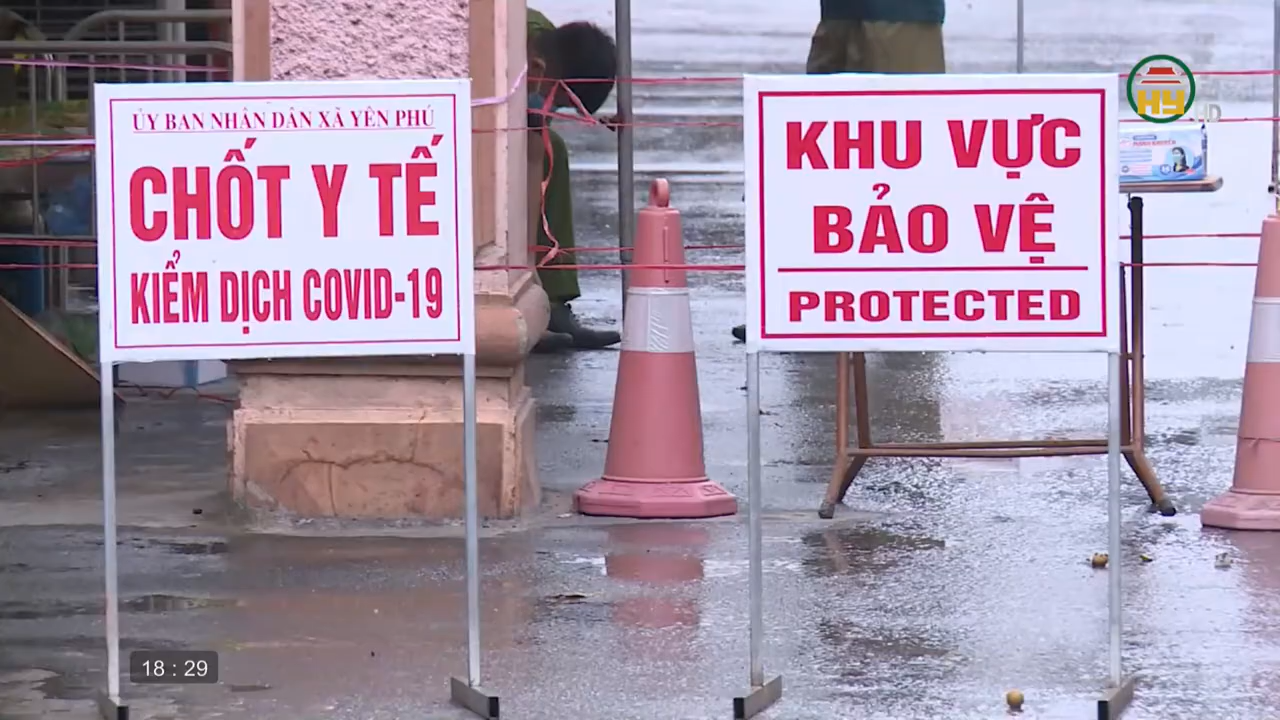 ỦY BAN NHÂN DÂN XÃ YÊN PHÚ
CHỐT Y TẾ
KIỂM DỊCH COVID-19
KHU VỰC
BẢO VỆ
PROTECTED
HY
HD
18 : 29